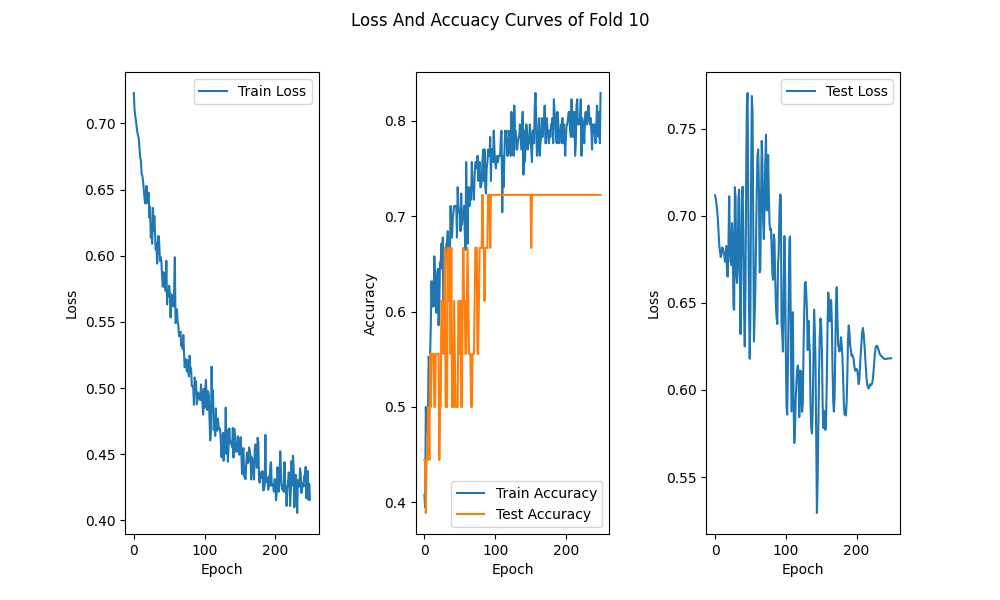 Loss And Accuacy Curves of Fold 10
Train Loss
0.70
0.65
0.60
0.55
0.50
0.45
0.40
Loss
0
100
200
Epoch
0.8
0.7
0.6
0.5
0.4
Accuracy
Train Accuracy
Test Accuracy
0
100
200
Epoch
Test Loss
0.75
0.70
0.65
0.60
0.55
Loss
0
100
200
Epoch